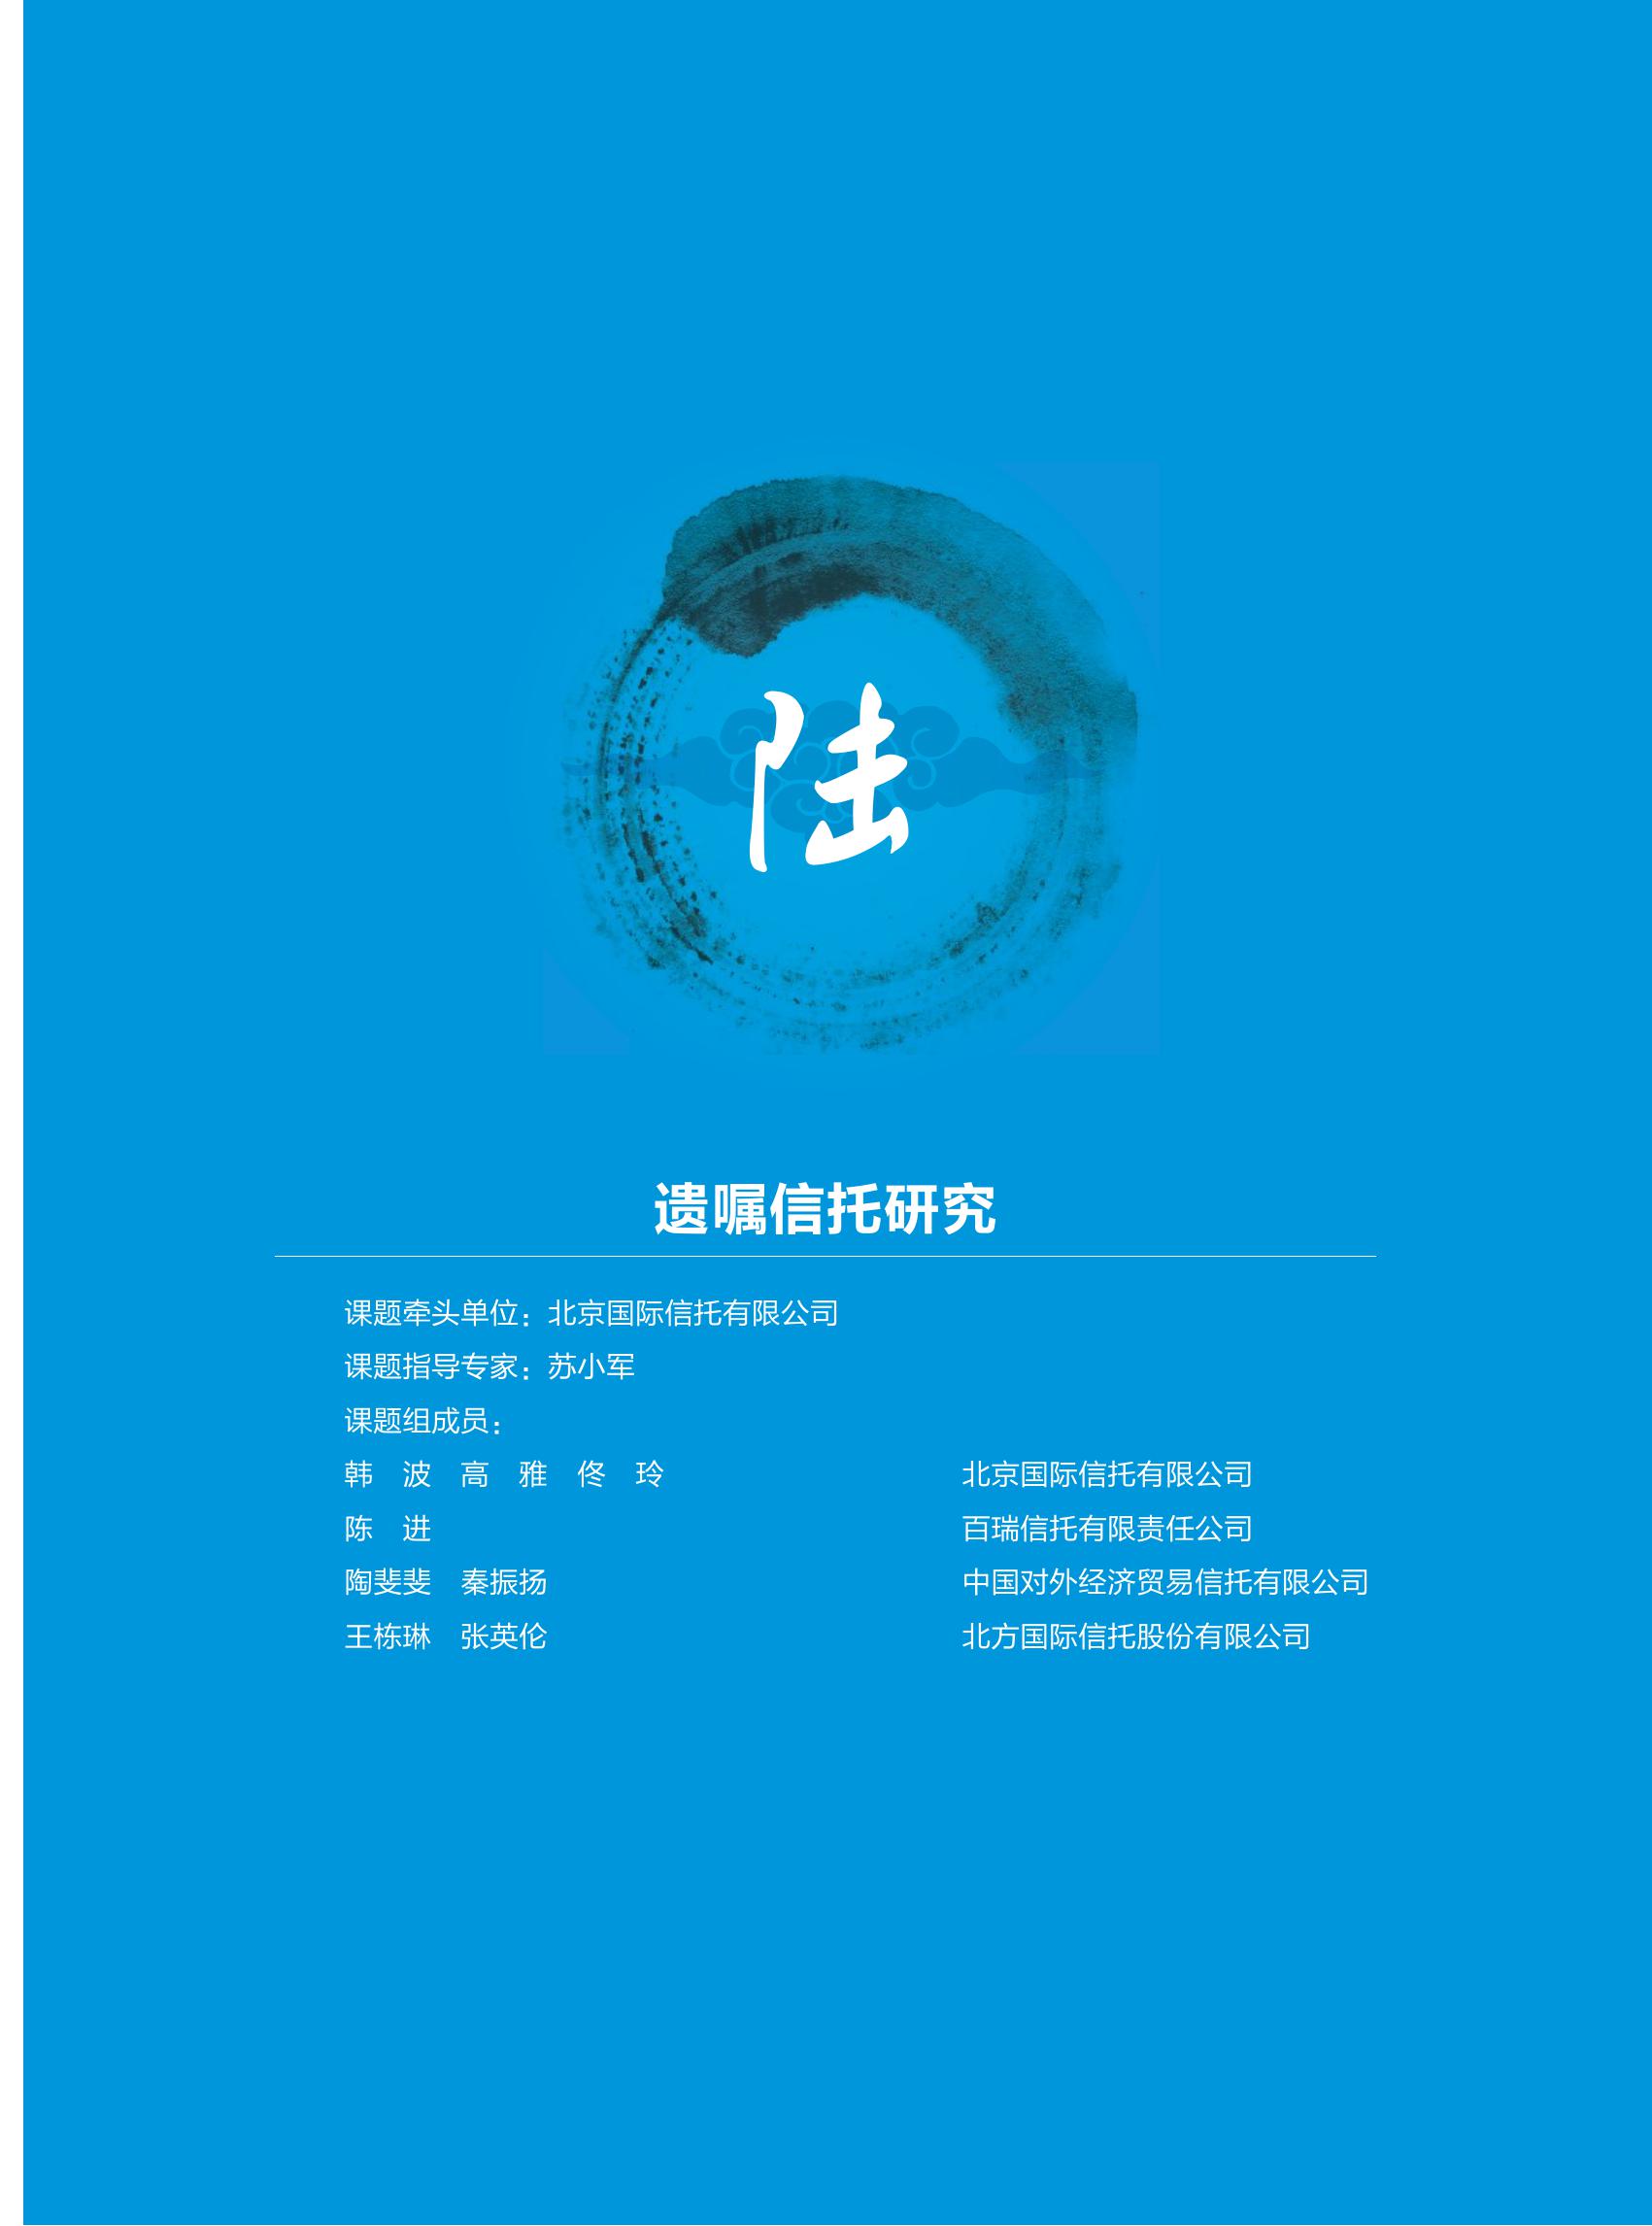 陆
遗嘱信托研究
课题牵头单位：北京国际信托有限公司
课题指导专家：苏小军
课题组成员：
韩　波　高　雅　佟　玲　北京国际信托有限公司
陈　进　百瑞信托有限责任公司
陶斐斐　秦振扬　中国对外经济贸易信托有限公司
王栋琳　张英伦　北方国际信托股份有限公司